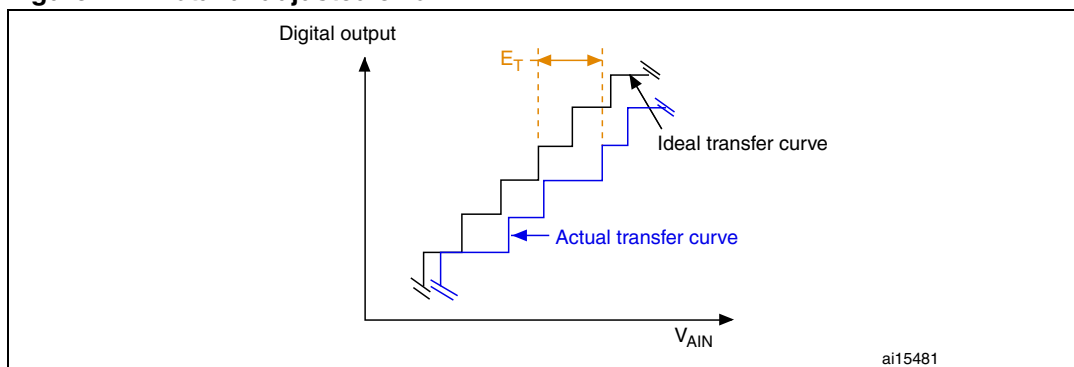 Digital output
E_T
Ideal transfer curve
Actual transfer curve
V_AIN
ai15481